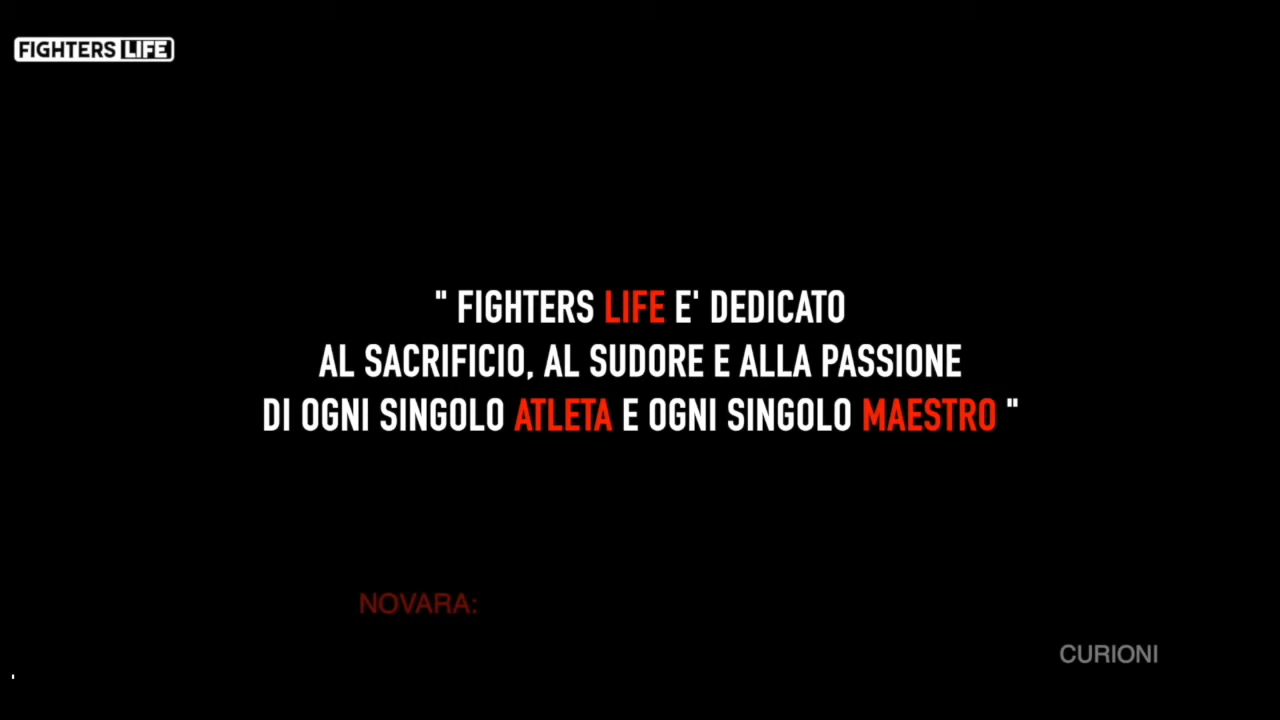 FIGHTERS LIFE
" FIGHTERS LIFE E' DEDICATO
AL SACRIFICIO, AL SUDORE E ALLA PASSIONE
DI OGNI SINGOLO ATLETA E OGNI SINGOLO MAESTRO "
NOVARA:
CURIONI